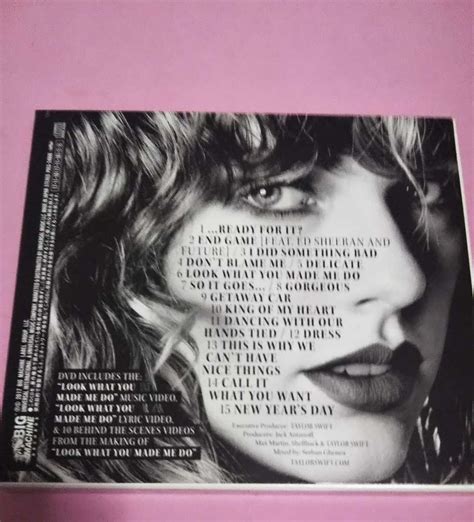 1 ...READY FOR IT?
2 END GAME [FEAT. ED SHEERAN AND
FUTURE] / 3 I DID SOMETHING BAD
4 DON'T BLAME ME / 5 DELICATE
6 LOOK WHAT YOU MADE ME DO
7 SO IT GOES... / 8 GORGEOUS
9 GETAWAY CAR
10 KING OF MY HEART
11 DANCING WITH OUR
HANDS TIED / 12 DRESS
13 THIS IS WHY WE
CAN'T HAVE
NICE THINGS
14 CALL IT
WHAT YOU WANT
15 NEW YEAR'S DAY
Executive Producer: TAYLOR SWIFT
Producers: Jack Antonoff,
Max Martin, Shellback & TAYLOR SWIFT
Mixed by: Serban Ghenea
TAYLORSWIFT.COM
DVD INCLUDES THE:
"LOOK WHAT YOU
MADE ME DO" MUSIC VIDEO,
"LOOK WHAT YOU
MADE ME DO" LYRIC VIDEO,
& 10 BEHIND THE SCENES VIDEOS
FROM THE MAKING OF
"LOOK WHAT YOU MADE ME DO"
BIG
MACHINE